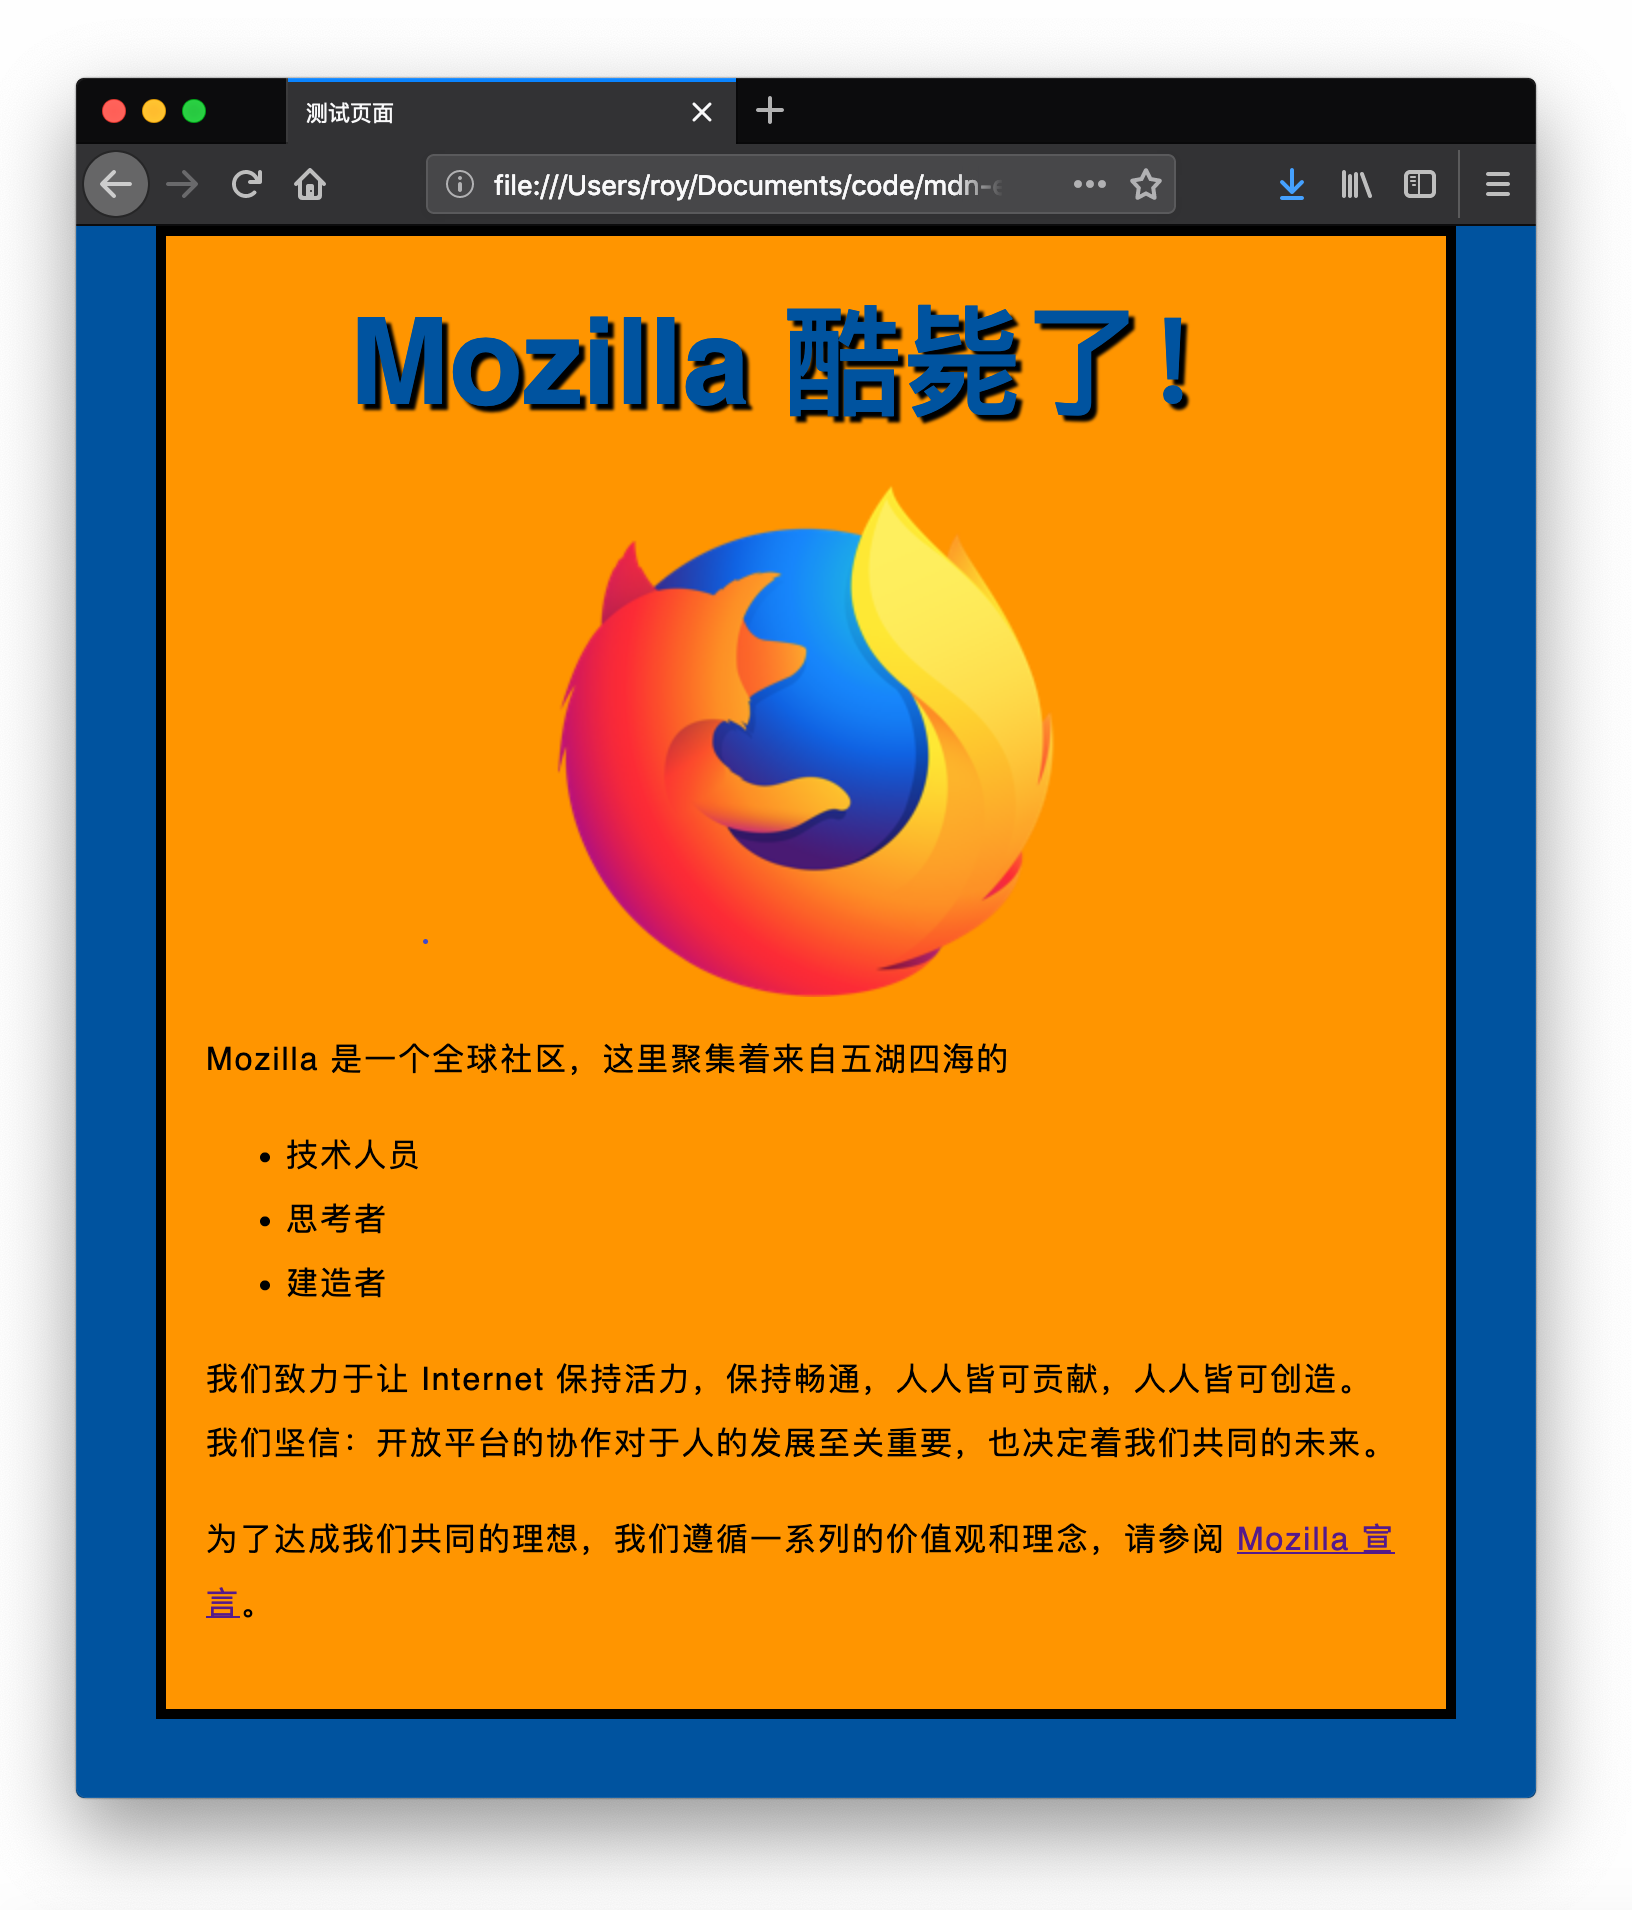 测试页面
file:///Users/roy/Documents/code/mdn-e
Mozilla 酷毙了！
Mozilla 是一个全球社区，这里聚集着来自五湖四海的
• 技术人员
• 思考者
• 建造者
我们致力于让 Internet 保持活力，保持畅通，人人皆可贡献，人人皆可创造。
我们坚信：开放平台的协作对于人的发展至关重要，也决定着我们共同的未来。
为了达成我们共同的理想，我们遵循一系列的价值观和理念，请参阅 Mozilla 宣
言。